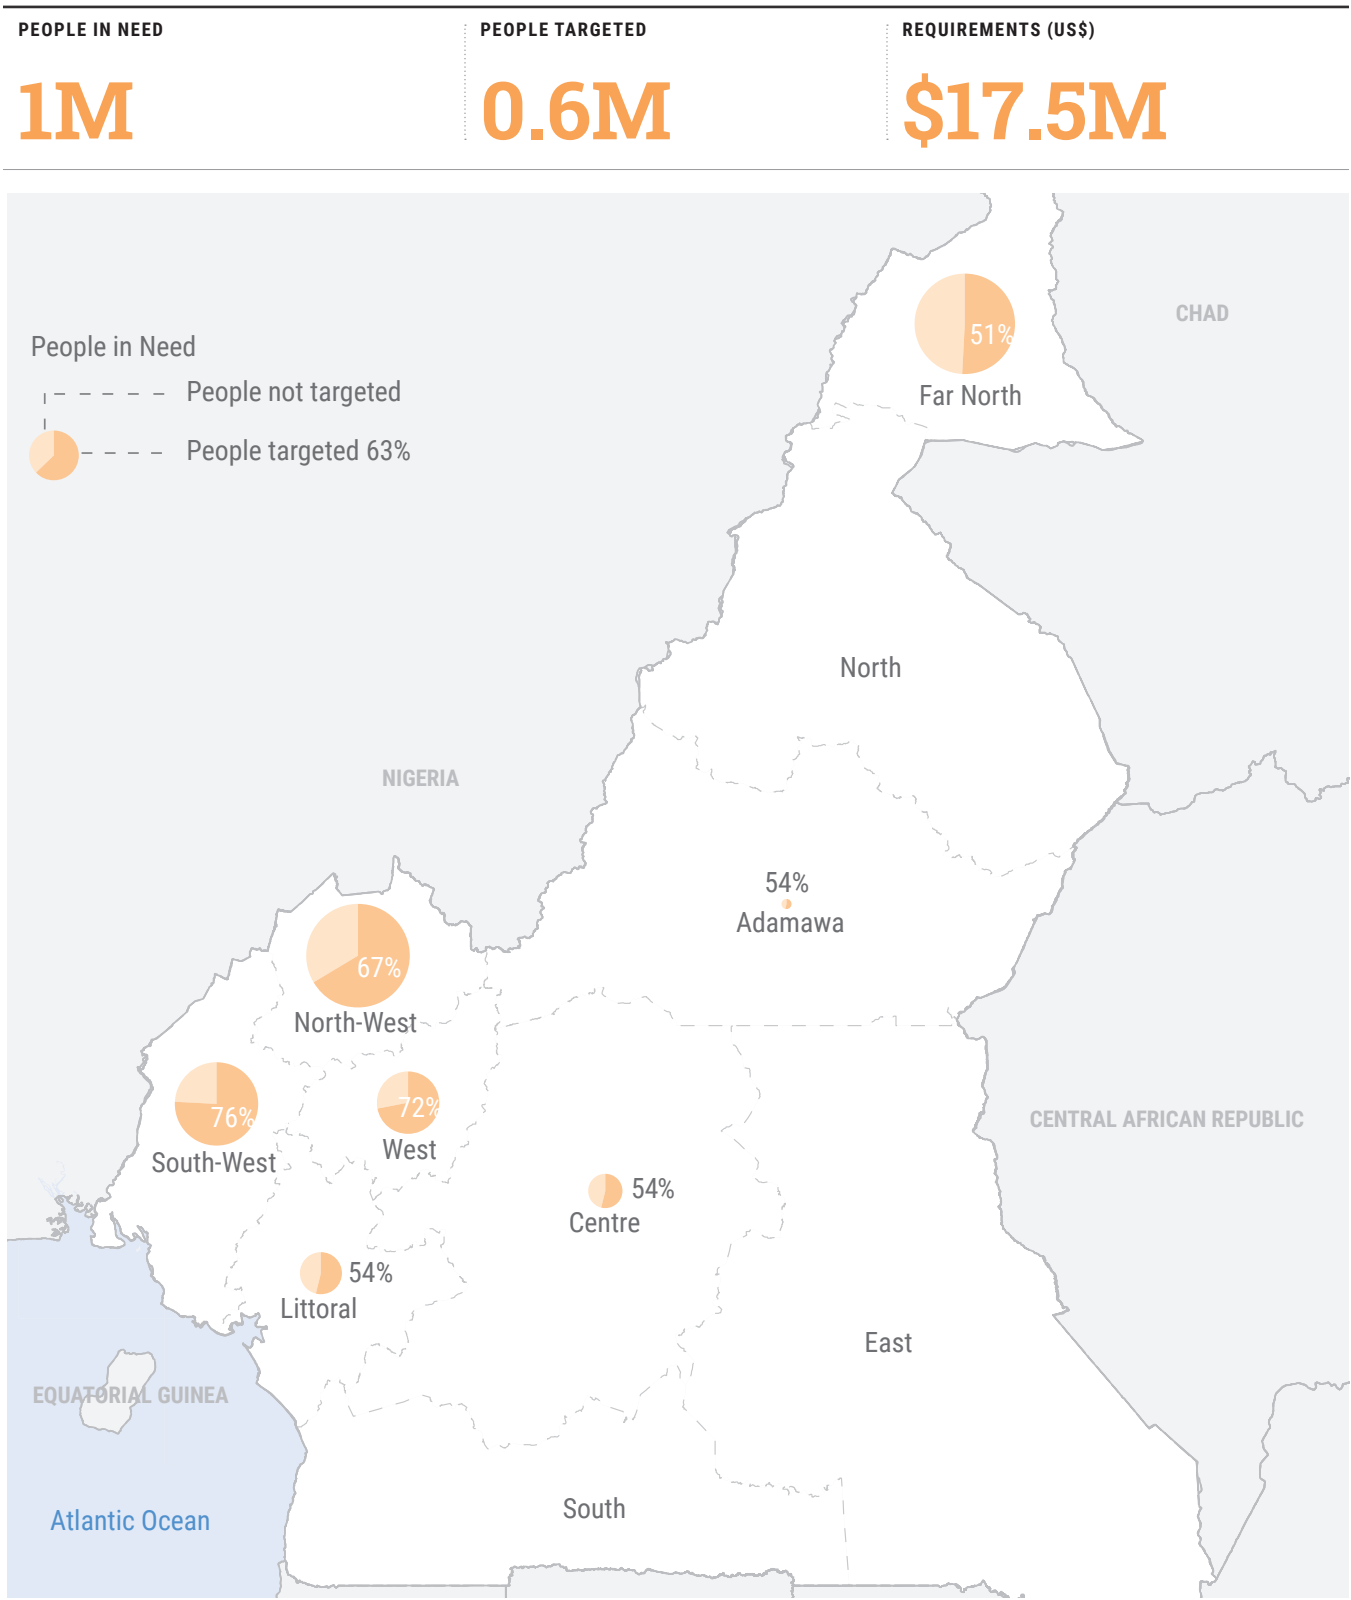 PEOPLE IN NEED
1M
PEOPLE TARGETED
0.6M
REQUIREMENTS (US$)
$17.5M
People in Need
People not targeted
People targeted 63%
CHAD
51%
Far North
North
NIGERIA
54%
Adamawa
67%
North-West
76%
South-West
72%
West
CENTRAL AFRICAN REPUBLIC
54%
Centre
54%
Littoral
East
EQUATORIAL GUINEA
South
Atlantic Ocean